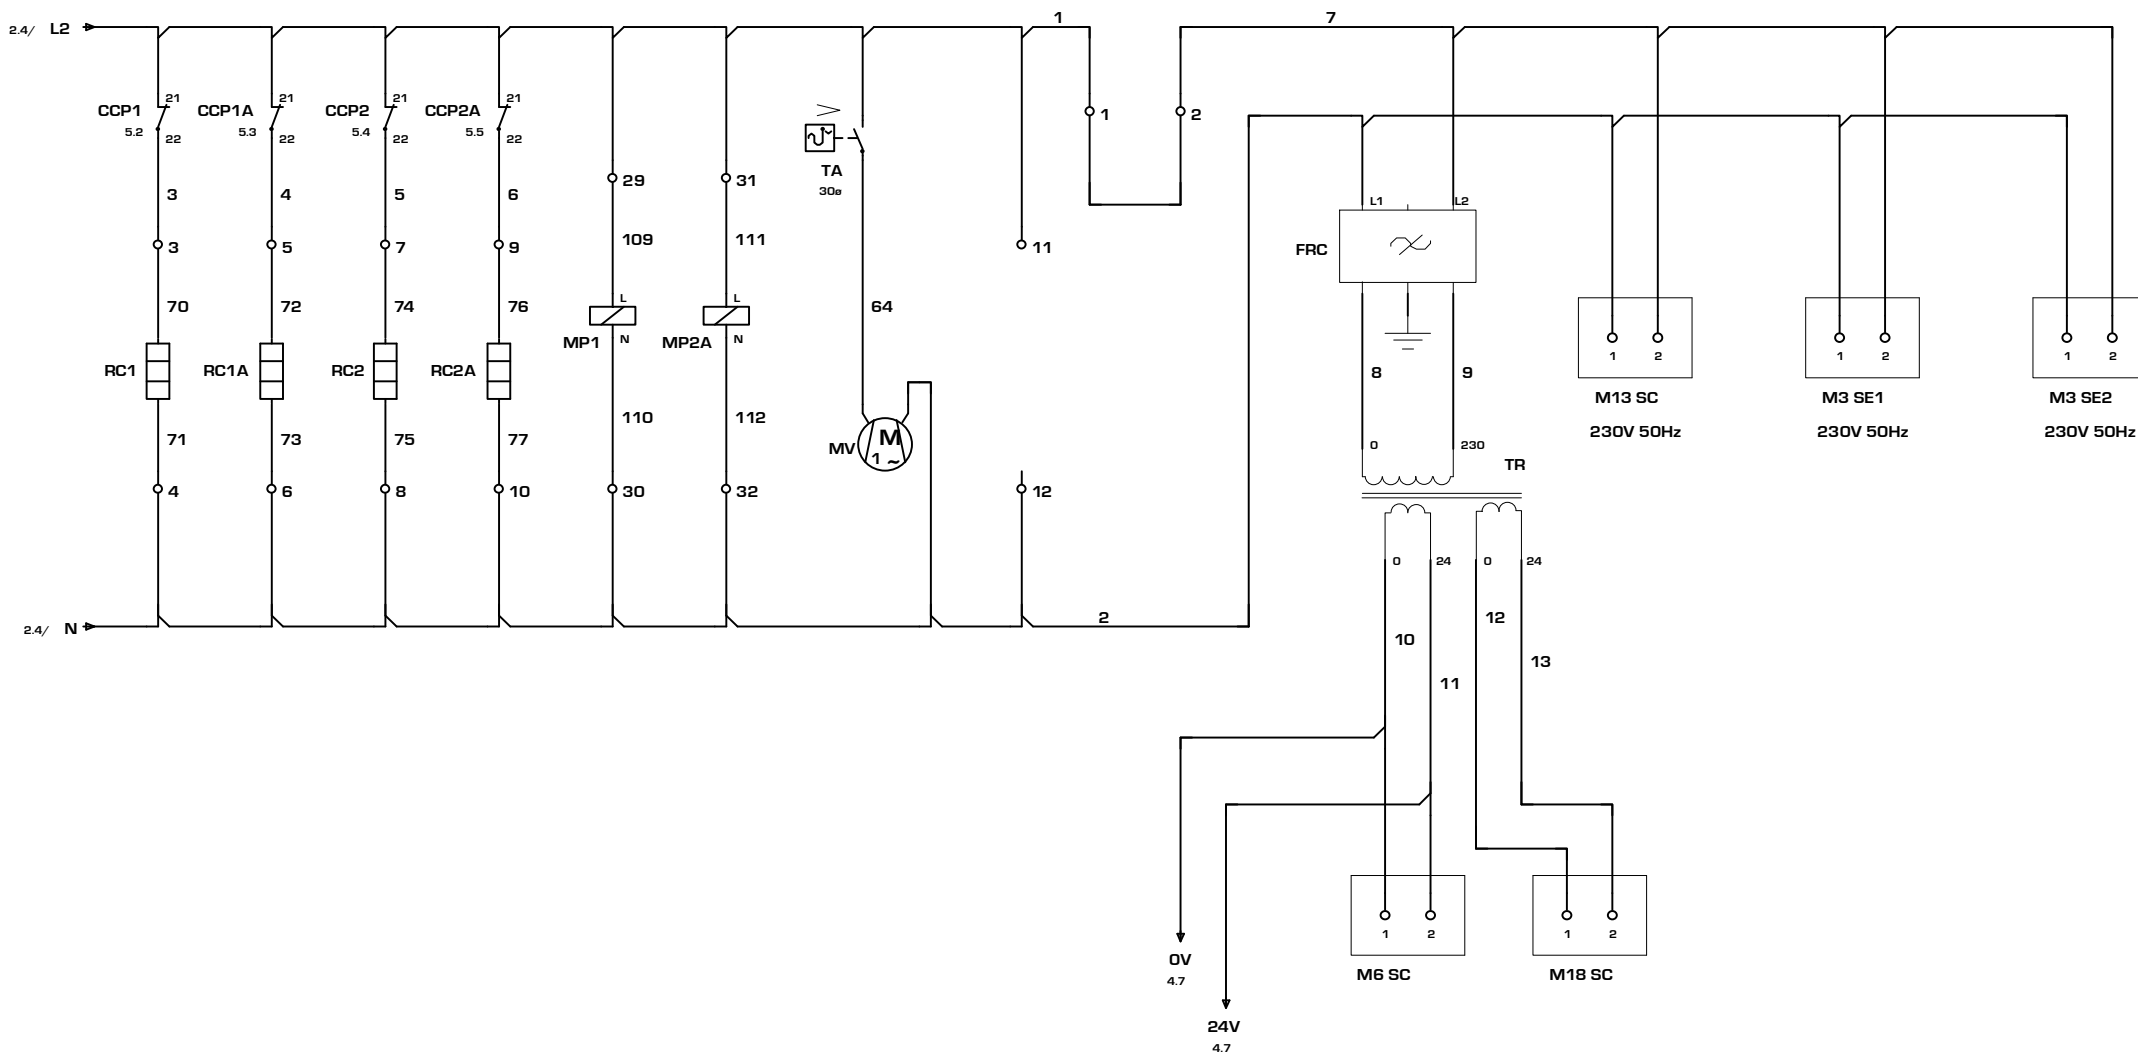 1
7
2.4/ L2
CCP1 21
5.2 22
CCP1A 21
5.3 22
CCP2 21
5.4 22
CCP2A 21
5.5 22
TA
30ø
1
2
29
31
3
4
5
6
L1
L2
109
111
3
5
7
9
11
FRC
70
72
74
76
L
MP1 N
L
MP2A N
64
1 2
M13 SC
230V 50Hz
1 2
M3 SE1
230V 50Hz
1 2
M3 SE2
230V 50Hz
RC1
RC1A
RC2
RC2A
8
9
71
73
75
77
110
112
MV
M
1 ~
0
230
TR
4
6
8
10
30
32
12
0
24
0
24
2.4/ N
2
10
11
12
13
1 2
M6 SC
1 2
M18 SC
0V
4.7
24V
4.7